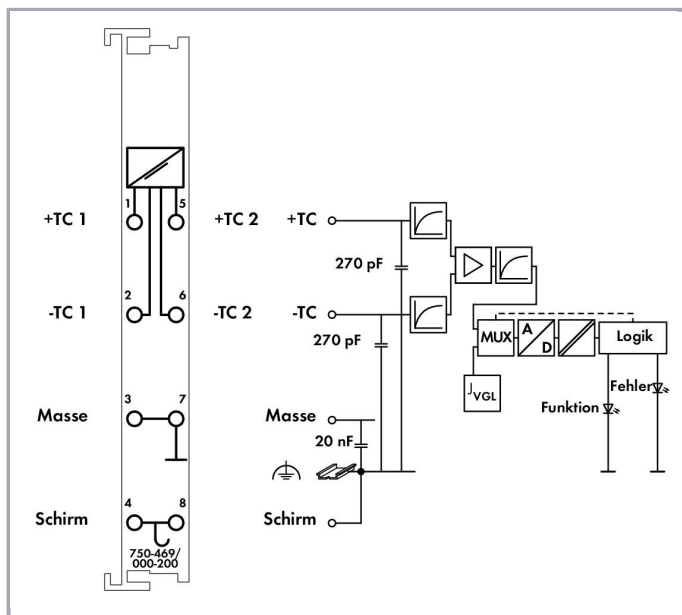 1
5
+TC 1
+TC 2
+TC
270 pF
2
6
-TC 1
-TC 2
-TC
270 pF
MUX
A
D
Logik
J VGL
Fehler
Funktion
3
7
Masse
Masse
20 nF
4
8
Schirm
Schirm
750-469/
000-200